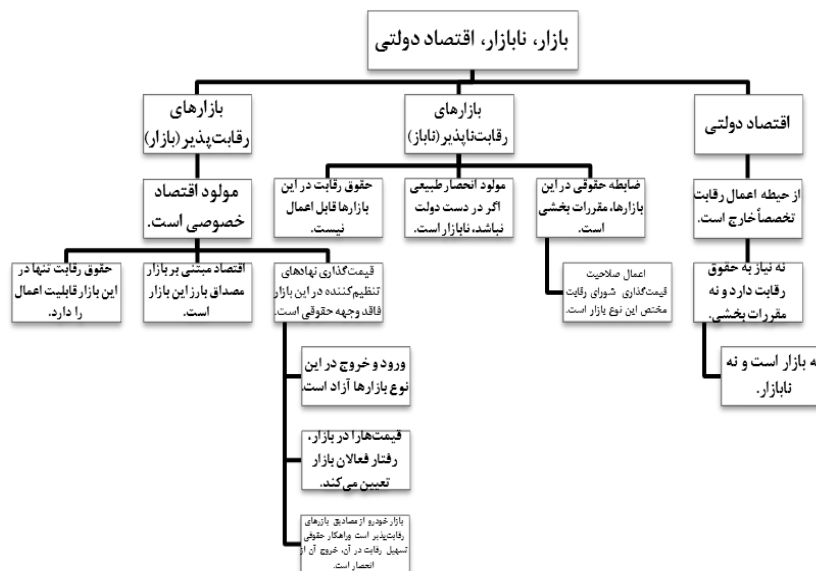 بازار، نابازار، اقتصاد دولتی
اقتصاد دولتی
از حیطه اعمال رقابت
تخصصاً خارج است.
نه نیاز به حقوق
رقابت دارد و نه
مقررات بخشی.
ه بازار است و نه
نابازار.
بازارهای
رقابت‌ناپذیر(ناباز)
ضابطه حقوقی در این
بازارها، مقررات بخشی
است.
اعمال صلاحیت
قیمت‌گذاری شورای رقابت
مختص این نوع بازار است.
مولود انحصار طبیعی
اگر در دست دولت
نباشد، نابازار است.
حقوق رقابت در این
بازارها قابل اعمال
نیست.
بازارهای
رقابت‌پذیر(بازار)
مولود اقتصاد
خصوصی است.
قیمت‌گذاری نهادهای
تنظیم‌کننده در این بازار
فاقد وجهه حقوقی است.
ورود و خروج در این
نوع بازارها آزاد است.
قیمت‌هارا در بازار،
رفتار فعالان بازار
تعیین می‌کند.
بازار خودرو از مصادیق بازرهای
رقابت‌پذیر است وراهکار حقوقی
تسهیل رقابت در آن، خروج آن از
انحصار است.
اقتصاد مبتنی بر بازار
مصداق بارز این بازار
است.
حقوق رقابت تنها در
این بازار قابلیت اعمال
را دارد.